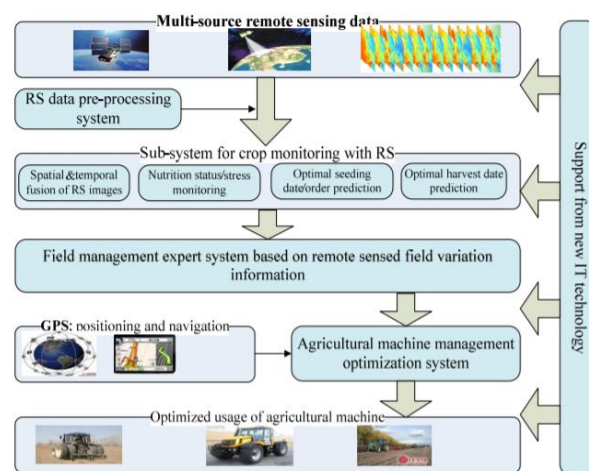 Multi-source remote sensing data
RS data pre-processing
system
Sub-system for crop monitoring with RS
Spatial &temporal
fusion of RS images
Nutrition status/stress
monitoring
Optimal seeding
date/order prediction
Optimal harvest date
prediction
Field management expert system based on remote sensed field variation
information
GPS: positioning and navigation
Agricultural machine management
optimization system
Optimized usage of agricultural machine
Support from new IT technology